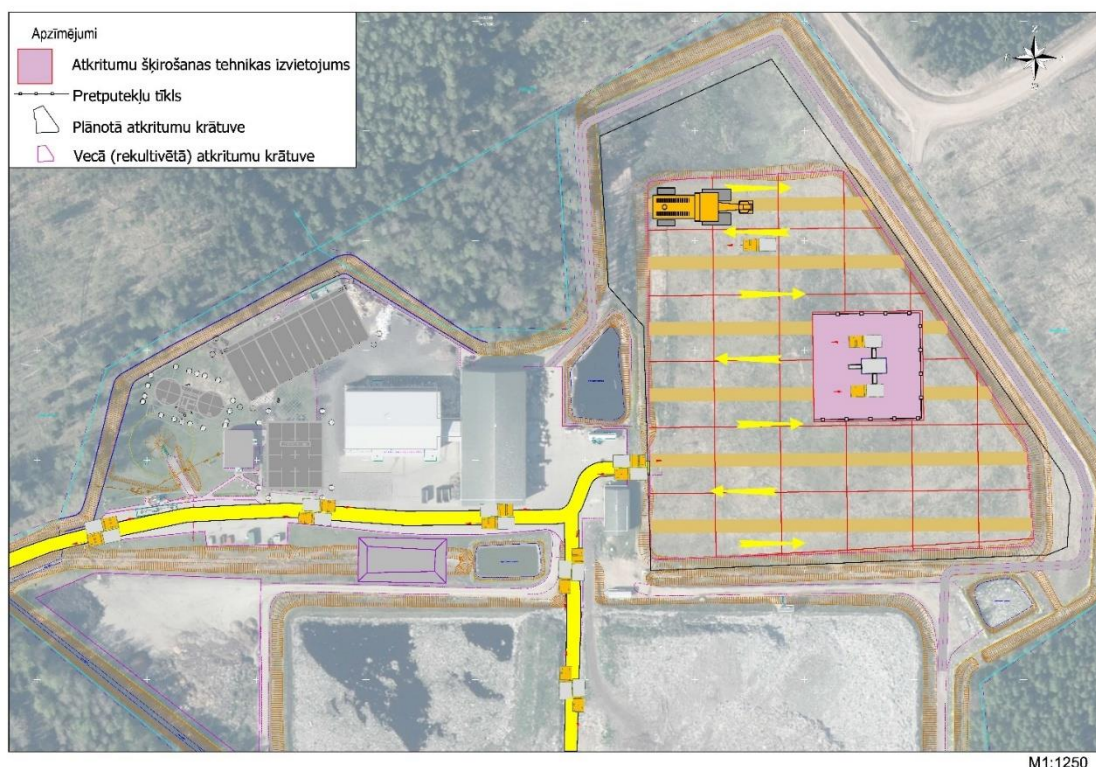 Apzīmējumi
Atkritumu šķirošanas tehnikas izvietojums
Pretputekļu tīkls
Plānotā atkritumu krātuve
Vecā (rekultivētā) atkritumu krātuve
M1:1250